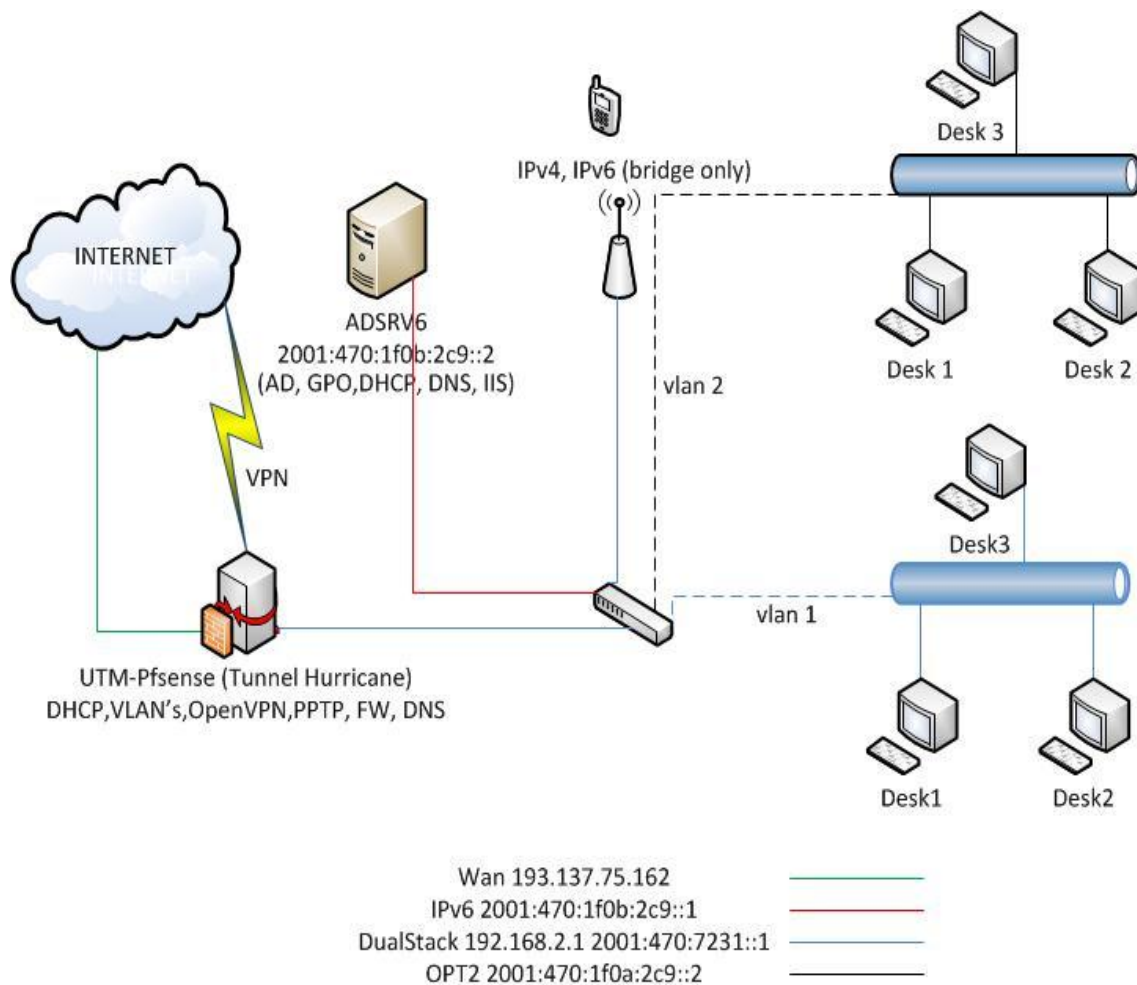 Desk 3
IPv4, IPv6 (bridge only)
INTERNET
INTERNET
ADSRV6
2001:470:1f0b:2c9::2
(AD, GPO,DHCP, DNS, IIS)
Desk 1
Desk 2
vlan 2
VPN
Desk3
vlan 1
UTM-Pfsense (Tunnel Hurricane)
DHCP,VLAN's,OpenVPN,PPTP, FW, DNS
Desk1
Desk2
Wan 193.137.75.162
IPv6 2001:470:1f0b:2c9::1
DualStack 192.168.2.1 2001:470:7231::1
OPT2 2001:470:1f0a:2c9::2